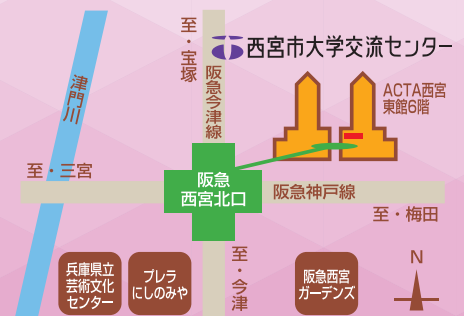 至・宝塚
西宮市大学交流センター
阪急今津線
ACTA西宮
東館6階
津門川
至・三宮
阪急
西宮北口
阪急神戸線
至・梅田
兵庫県立
芸術文化
センター
プレラ
にしのみや
至・今津
阪急西宮
ガーデンズ
N